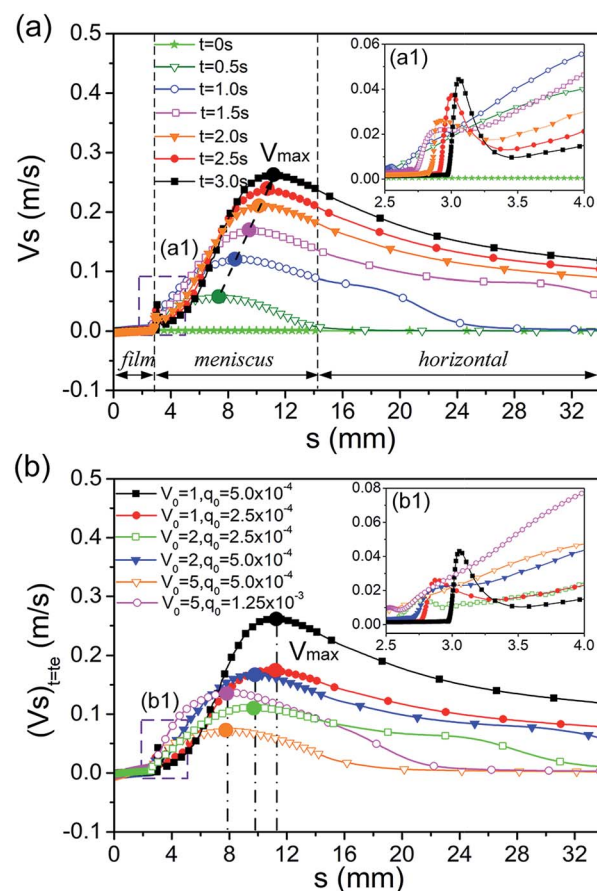 (a)
0.5
0.4
0.3
0.2
0.1
0.0
-0.1
Vs (m/s)
t=0s
t=0.5s
t=1.0s
t=1.5s
t=2.0s
t=2.5s
t=3.0s
Vmax
(a1)
(a1)
0.06
0.04
0.02
0.00
2.5 3.0 3.5 4.0
film meniscus horizontal
0 4 8 12 16 20 24 28 32
s (mm)
(b)
0.5
0.4
0.3
0.2
0.1
0.0
-0.1
(Vs)t=te (m/s)
V0=1,q0=5.0x10-4
V0=1,q0=2.5x10-4
V0=2,q0=2.5x10-4
V0=2,q0=5.0x10-4
V0=5,q0=5.0x10-4
V0=5,q0=1.25x10-3
Vmax
(b1)
(b1)
0.08
0.06
0.04
0.02
0.00
2.5 3.0 3.5 4.0
0 4 8 12 16 20 24 28 32
s (mm)